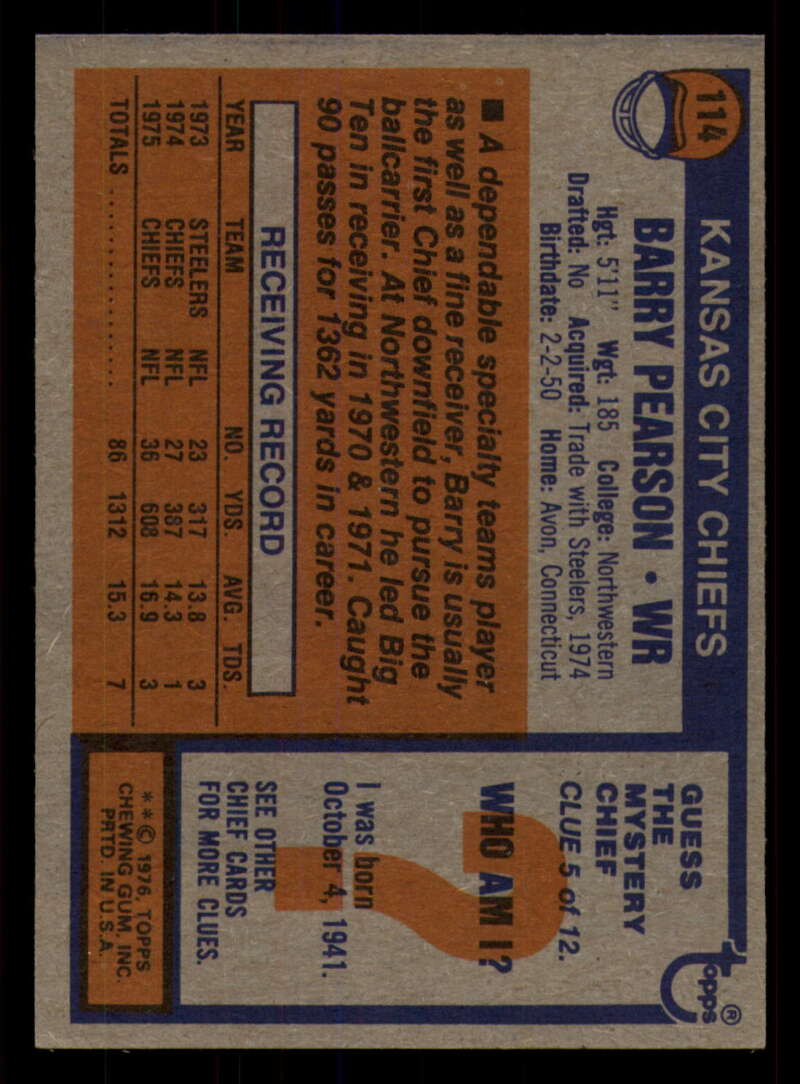 114
KANSAS CITY CHIEFS
BARRY PEARSON • WR
Hgt: 5'11" Wgt: 185 College: Northwestern
Drafted: No Acquired: Trade with Steelers, 1974
Birthdate: 2-2-50 Home: Avon, Connecticut
■ A dependable specialty teams player
as well as a fine receiver, Barry is usually
the first Chief downfield to pursue the
ballcarrier. At Northwestern he led Big
Ten in receiving in 1970 & 1971. Caught
90 passes for 1362 yards in career.
RECEIVING RECORD
YEAR TEAM NO. YDS. AVG. TDS.
1973 STEELERS NFL 23 317 13.8 3
1974 CHIEFS NFL 27 387 14.3 1
1975 CHIEFS NFL 36 608 16.9 3
TOTALS .................... 86 1312 15.3 7
topps®
GUESS
THE
MYSTERY
CHIEF
CLUE 5 of 12.
?
WHO AM I?
I was born
October 4, 1941.
SEE OTHER
CHIEF CARDS
FOR MORE CLUES.
**© 1976, TOPPS
CHEWING GUM, INC.
PRTD. IN U.S.A.